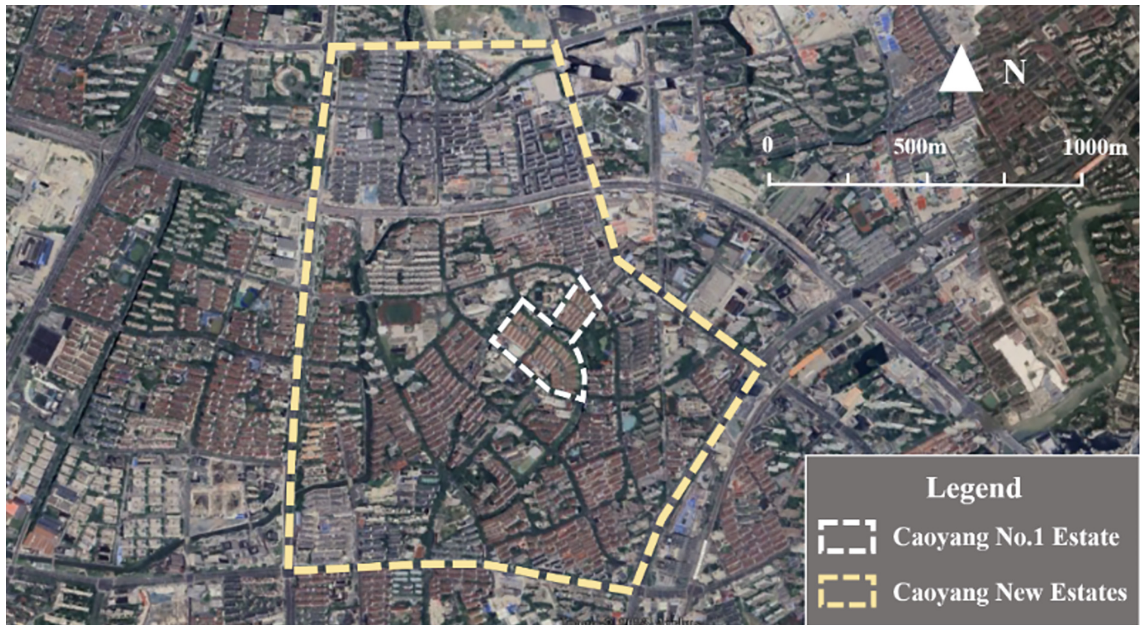 N
0 500m 1000m
Legend
Caoyang No.1 Estate
Caoyang New Estates